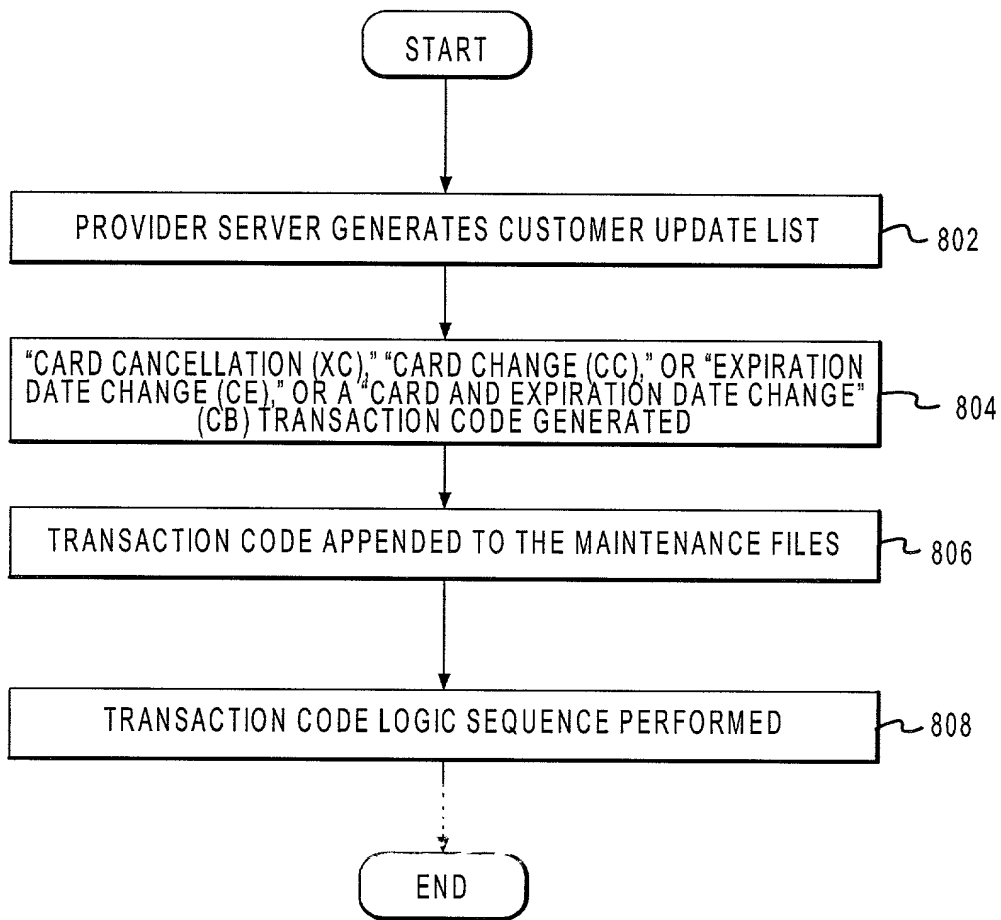 START
PROVIDER SERVER GENERATES CUSTOMER UPDATE LIST
802
“CARD CANCELLATION (XC),” “CARD CHANGE (CC),” OR “EXPIRATION
DATE CHANGE (CE),” OR A “CARD AND EXPIRATION DATE CHANGE”
(CB) TRANSACTION CODE GENERATED
804
TRANSACTION CODE APPENDED TO THE MAINTENANCE FILES
806
TRANSACTION CODE LOGIC SEQUENCE PERFORMED
808
END